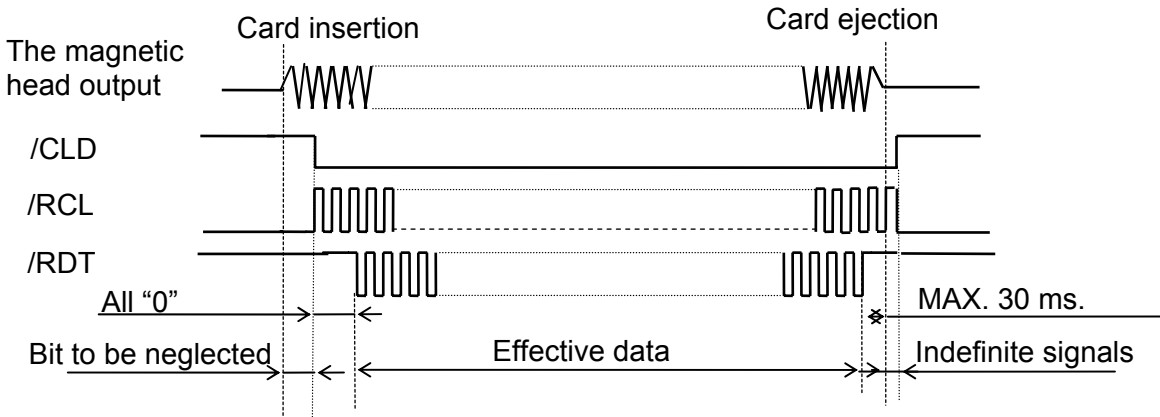 Card insertion
Card ejection
The magnetic
head output
/CLD
/RCL
/RDT
All “0”
MAX. 30 ms.
Bit to be neglected
Effective data
Indefinite signals